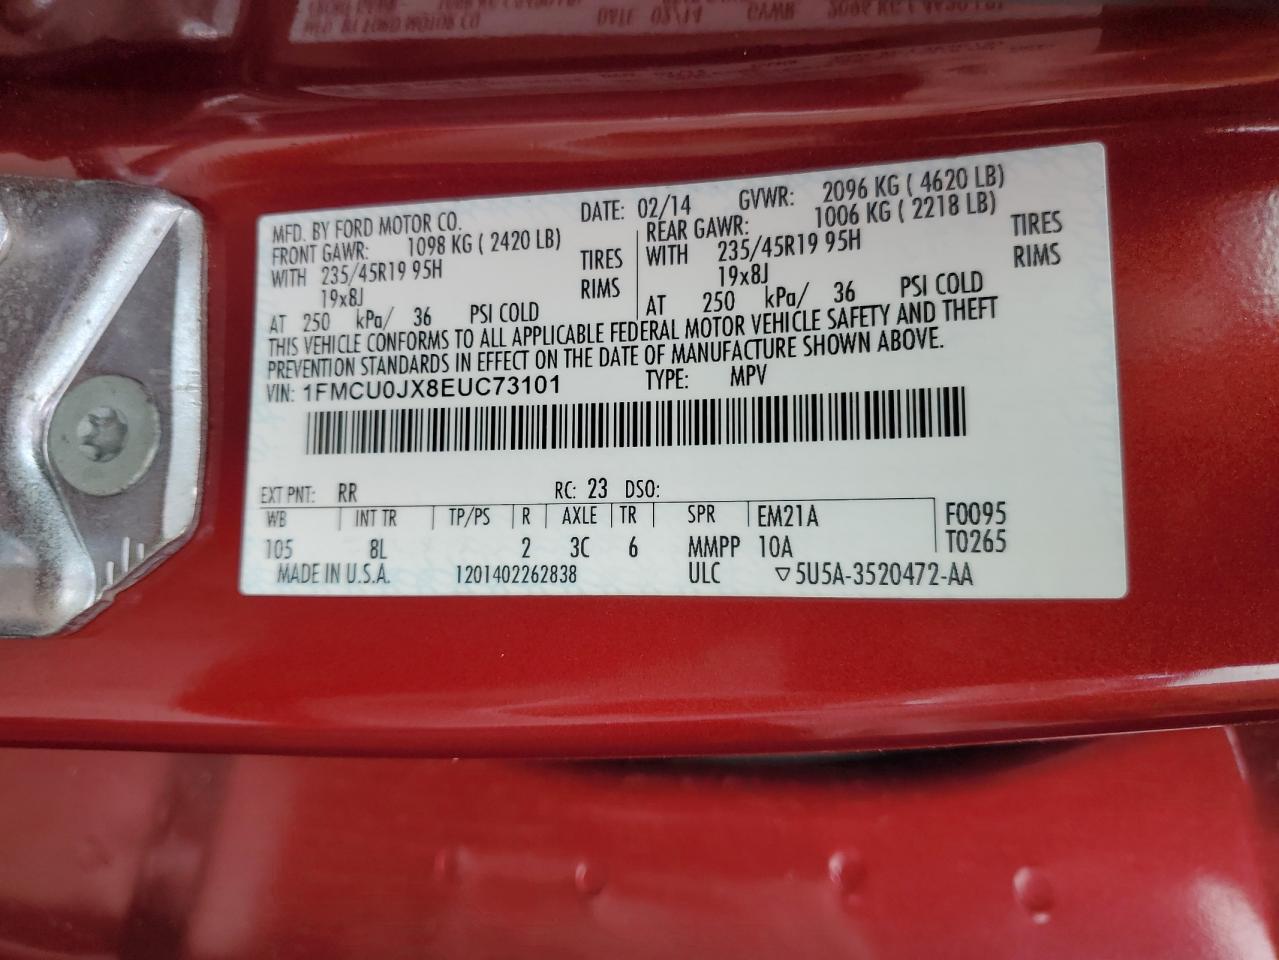 MFD. BY FORD MOTOR CO. DATE: 02/14 GVWR: 2096 KG ( 4620 LB)
FRONT GAWR: 1098 KG ( 2420 LB) REAR GAWR: 1006 KG ( 2218 LB)
WITH 235/45R19 95H TIRES WITH 235/45R19 95H TIRES
19x8J RIMS 19x8J RIMS
AT 250 kPa/ 36 PSI COLD AT 250 kPa/ 36 PSI COLD
THIS VEHICLE CONFORMS TO ALL APPLICABLE FEDERAL MOTOR VEHICLE SAFETY AND THEFT
PREVENTION STANDARDS IN EFFECT ON THE DATE OF MANUFACTURE SHOWN ABOVE.
VIN: 1FMCU0JX8EUC73101 TYPE: MPV
EXT PNT: RR RC: 23 DSO:
WB INT TR TP/PS R AXLE TR SPR EM21A F0095
105 8L 2 3C 6 MMPP 10A T0265
MADE IN U.S.A. 1201402262838 ULC ▽5U5A-3520472-AA